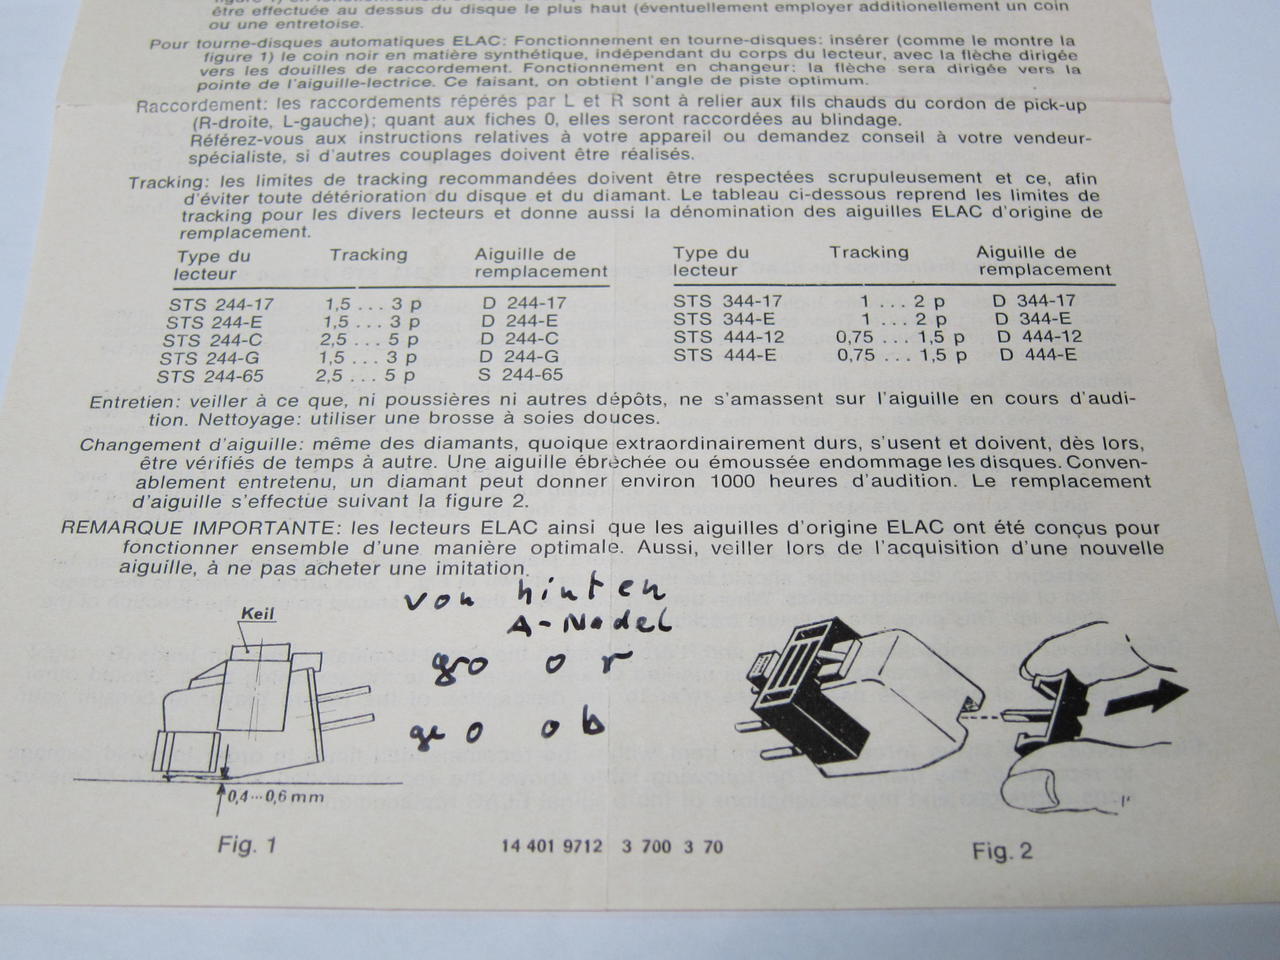 figure 1)
être effectuée au dessus du disque le plus haut (éventuellement employer additionellement un coin
ou une entretoise.
Pour tourne-disques automatiques ELAC: Fonctionnement en tourne-disques: insérer (comme le montre la
figure 1) le coin noir en matière synthétique, indépendant du corps du lecteur, avec la flèche dirigée
vers les douilles de raccordement. Fonctionnement en changeur: la flèche sera dirigée vers la
pointe de l'aiguille-lectrice. Ce faisant, on obtient l'angle de piste optimum.
Raccordement: les raccordements répérés par L et R sont à relier aux fils chauds du cordon de pick-up
(R-droite, L-gauche); quant aux fiches 0, elles seront raccordées au blindage.
Référez-vous aux instructions relatives à votre appareil ou demandez conseil à votre vendeur-
spécialiste, si d'autres couplages doivent être réalisés.
Tracking: les limites de tracking recommandées doivent être respectées scrupuleusement et ce, afin
d'éviter toute détérioration du disque et du diamant. Le tableau ci-dessous reprend les limites de
tracking pour les divers lecteurs et donne aussi la dénomination des aiguilles ELAC d'origine de
remplacement.
Type du Tracking Aiguille de Type du Tracking Aiguille de
lecteur remplacement lecteur remplacement
STS 244-17 1,5 ... 3 p D 244-17 STS 344-17 1 ... 2 p D 344-17
STS 244-E 1,5 ... 3 p D 244-E STS 344-E 1 ... 2 p D 344-E
STS 244-C 2,5 ... 5 p D 244-C STS 444-12 0,75 ... 1,5 p D 444-12
STS 244-G 1,5 ... 3 p D 244-G STS 444-E 0,75 ... 1,5 p D 444-E
STS 244-65 2,5 ... 5 p S 244-65
Entretien: veiller à ce que, ni poussières ni autres dépôts, ne s'amassent sur l'aiguille en cours d'audi-
tion. Nettoyage: utiliser une brosse à soies douces.
Changement d'aiguille: même des diamants, quoique extraordinairement durs, s'usent et doivent, dès lors,
être vérifiés de temps à autre. Une aiguille ébréchée ou émoussée endommage les disques. Conven-
ablement entretenu, un diamant peut donner environ 1000 heures d'audition. Le remplacement
d'aiguille s'effectue suivant la figure 2.
REMARQUE IMPORTANTE: les lecteurs ELAC ainsi que les aiguilles d'origine ELAC ont été conçus pour
fonctionner ensemble d'une manière optimale. Aussi, veiller lors de l'acquisition d'une nouvelle
aiguille, à ne pas acheter une imitation.
von hinten
A-Nadel
go o r
ge o o b
Keil
0,4...0,6 mm
Fig. 1
14 401 9712 3 700 3 70
Fig. 2